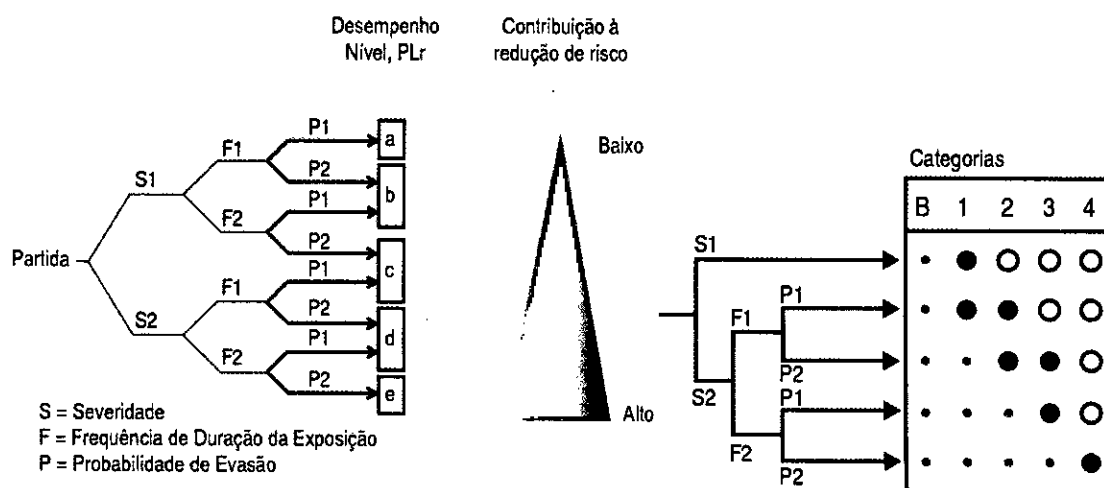 Desempenho
Nível, PLr
Contribuição à
redução de risco
Partida
S1
S2
F1
F2
F1
F2
P1
P2
P1
P2
P1
P2
P1
P2
a
b
c
d
e
S = Severidade
F = Frequência de Duração da Exposição
P = Probabilidade de Evasão
Baixo
Alto
S1
S2
F1
F2
P1
P2
P1
P2
Categorias
B 1 2 3 4